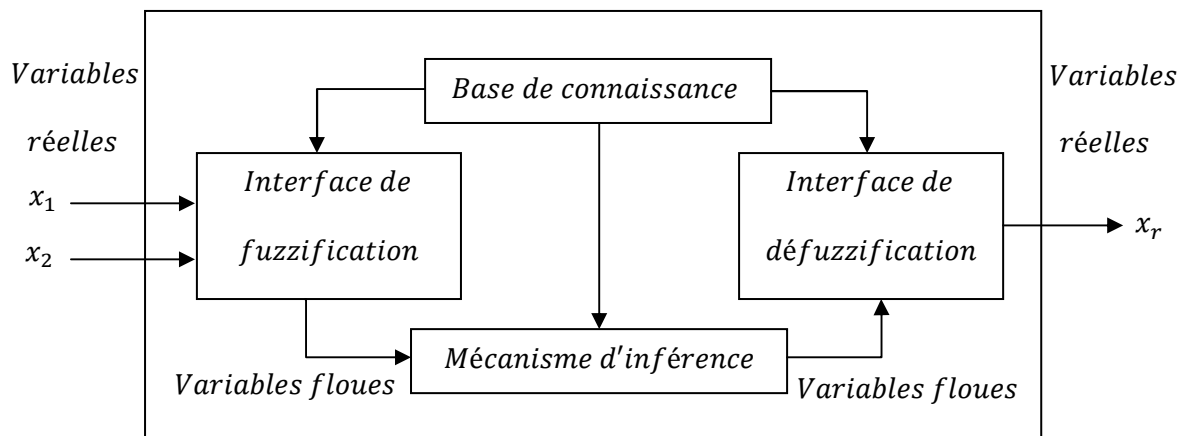 Variables
réelles
x₁
x₂
Base de connaissance
Interface de
fuzzification
Interface de
défuzzification
Mécanisme d'inférence
Variables floues
Variables floues
Variables
réelles
xᵣ